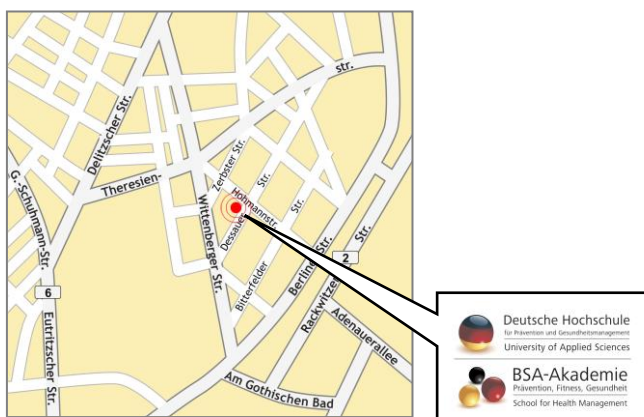 Delitzscher Str.
Theresien-
str.
Zerbster Str.
G.-Schuhmann-Str.
Hohmannstr.
Str.
Str.
Dessauer
Wittenberger Str.
Bitterfelder
Berliner Str.
2
Str.
Rackwitzer
6
Eutritzscher Str.
Adenauerallee
Am Gothischen Bad
Deutsche Hochschule
für Prävention und Gesundheitsmanagement
University of Applied Sciences
BSA-Akademie
Prävention, Fitness, Gesundheit
School for Health Management